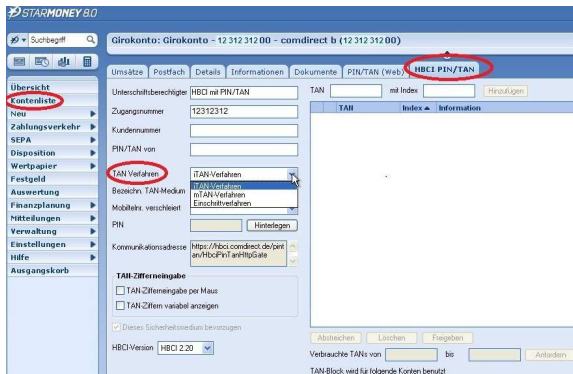 STARMONEY 8.0
Suchbegriff
Girokonto: Girokonto - 12 312 312 00 - comdirect b (12 312 312 00)
Umsätze Postfach Details Informationen Dokumente PIN/TAN (Web) HBCI PIN/TAN
Übersicht
Kontenliste
Neu
Zahlungsverkehr
SEPA
Disposition
Wertpapier
Festgeld
Auswertung
Finanzplanung
Mitteilungen
Verwaltung
Einstellungen
Hilfe
Ausgangskorb
Unterschriftsberechtigter HBCI mit PIN/TAN
Zugangsnummer 12312312
Kundennummer
PIN/TAN von
TAN Verfahren iTAN-Verfahren
iTAN-Verfahren
mTAN-Verfahren
Einschrittverfahren
Bezeichn. TAN-Medium
Mobiltelnr. verschleiert
PIN Hinterlegen
Kommunikationsadresse https://hbci.comdirect.de/pint
an/HbciPinTanHttpGate
TAN-Zifferneingabe
TAN-Zifferneingabe per Maus
TAN-Ziffern variabel anzeigen
Dieses Sicherheitsmedium bevorzugen
HBCI-Version HBCI 2.20
TAN mit Index Hinzufügen
TAN Index Information
Abstreichen Löschen Freigeben
Verbrauchte TANs von bis Anfordern
TAN-Block wird für folgende Konten benutzt